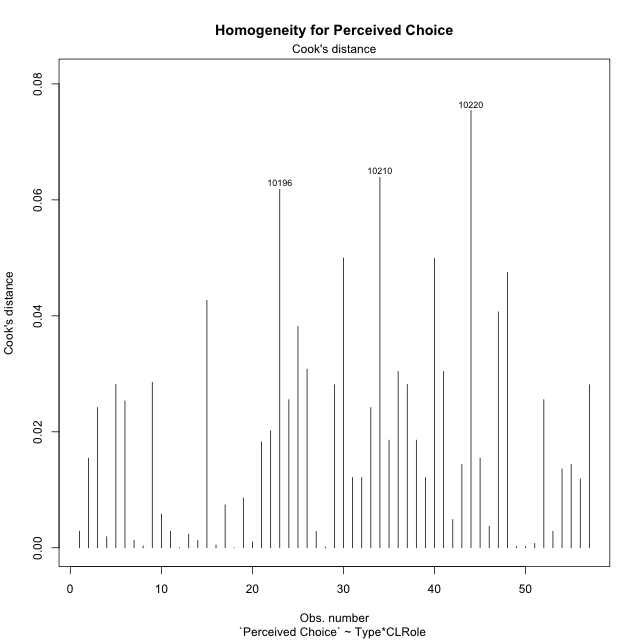 Homogeneity for Perceived Choice
Cook's distance
Cook's distance
0.08
0.06
0.04
0.02
0.00
10196
10210
10220
0 10 20 30 40 50
Obs. number
`Perceived Choice` ~ Type*CLRole